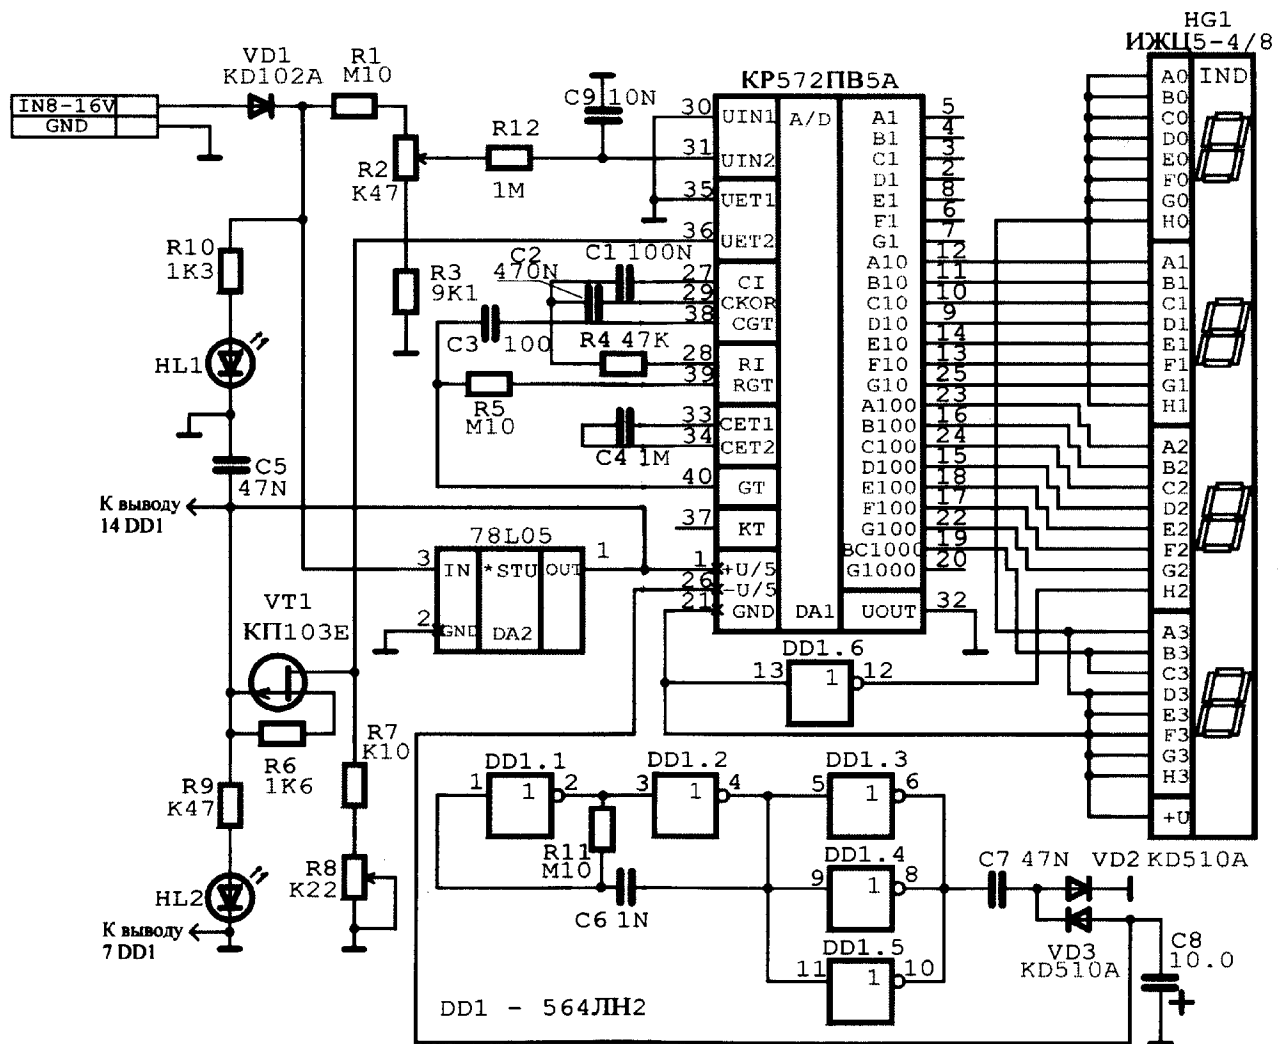 HG1
ИЖЦ5-4/8
VD1
KD102A
R1
M10
КР572ПВ5А
IN8-16V
GND
C9 10N
30
UIN1
A/D
A1
5
B1
4
C1
3
D1
2
E1
8
F1
6
G1
7
R12
1M
31
UIN2
R2
K47
35
UET1
36
UET2
R10
1K3
R3
9K1
C2
470N
C1 100N
27
CI
29
CKOR
38
CGT
C3
100
R4 47K
28
RI
39
RGT
R5
M10
33
CET1
34
CET2
C4 1M
40
GT
37
KT
1
+U/5
26
-U/5
21
GND
DA1
A10
12
B10
11
C10
10
D10
9
E10
14
F10
13
G10
25
A100
23
B100
16
C100
24
D100
15
E100
18
F100
17
G100
22
BC1000
19
G1000
20
UOUT
32
IND
A0
B0
C0
D0
E0
F0
G0
H0
A1
B1
C1
D1
E1
F1
G1
H1
A2
B2
C2
D2
E2
F2
G2
H2
A3
B3
C3
D3
E3
F3
G3
H3
+U
HL1
C5
47N
К выводу
14 DD1
78L05
3
IN
*STU
OUT
1
2
GND
DA2
VT1
КП103Е
R6
1K6
R7
K10
R9
K47
R8
K22
HL2
К выводу
7 DD1
DD1.6
13
1
12
DD1.1
1
1
2
DD1.2
3
1
4
DD1.3
5
1
6
R11
M10
C6 1N
DD1.4
9
1
8
DD1.5
11
1
10
C7 47N
VD2 KD510A
VD3
KD510A
C8
10.0
+
DD1 - 564ЛН2